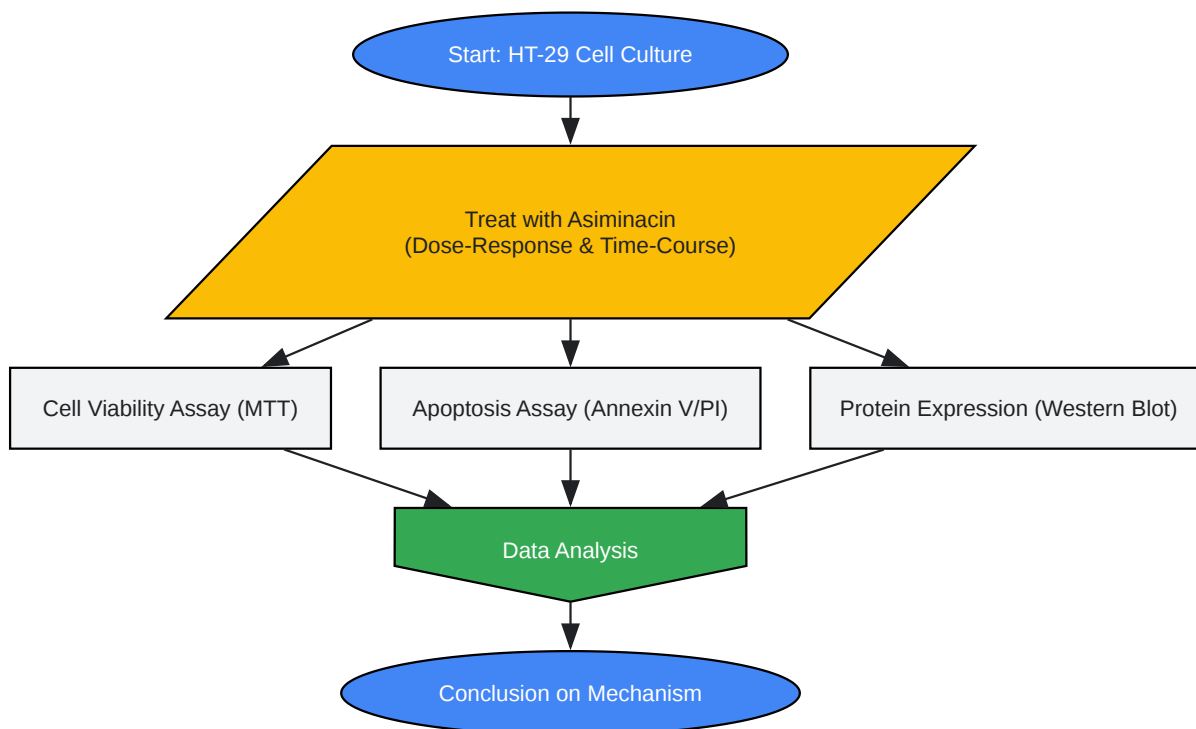 Start: HT-29 Cell Culture
Treat with Asiminacin
(Dose-Response & Time-Course)
Cell Viability Assay (MTT)
Apoptosis Assay (Annexin V/PI)
Protein Expression (Western Blot)
Data Analysis
Conclusion on Mechanism